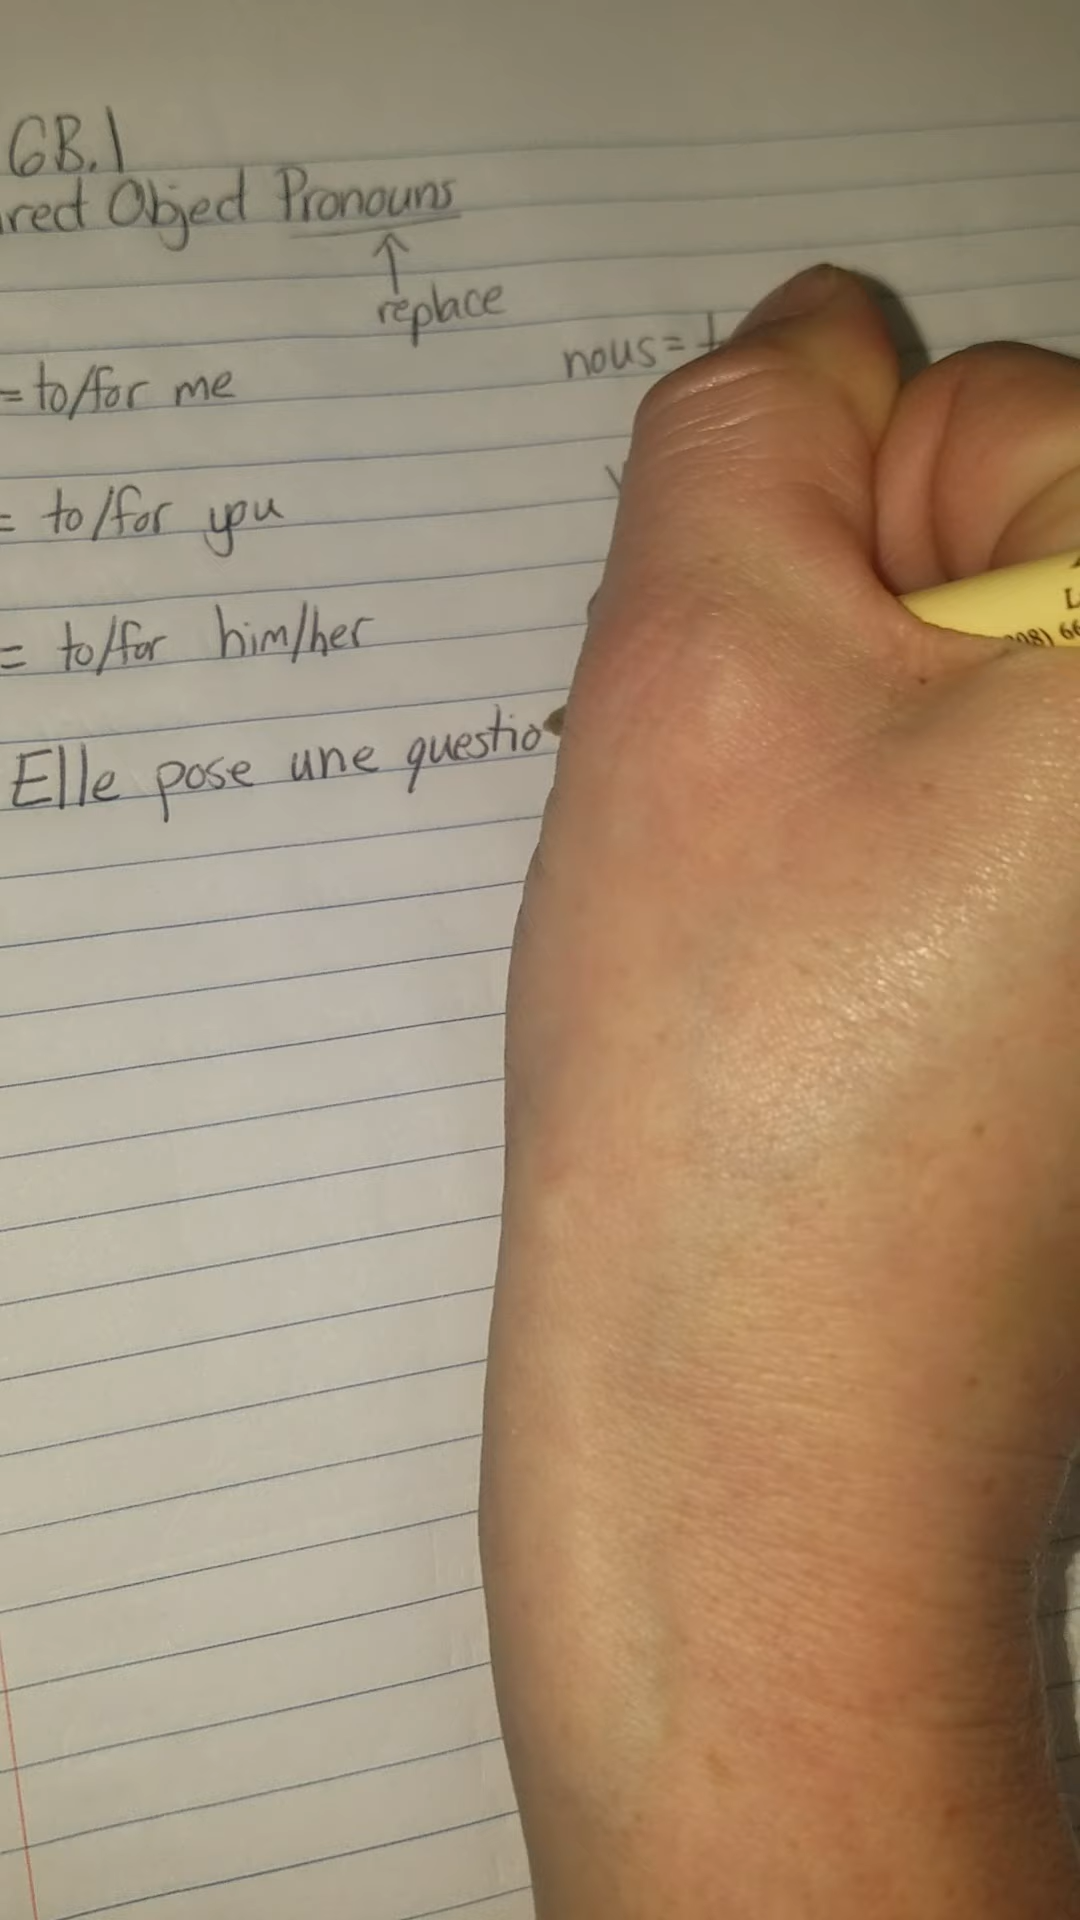 6B.1
Object Pronouns
replace
= to/for me
nous =
= to/for you
= to/for him/her
Elle pose une questio